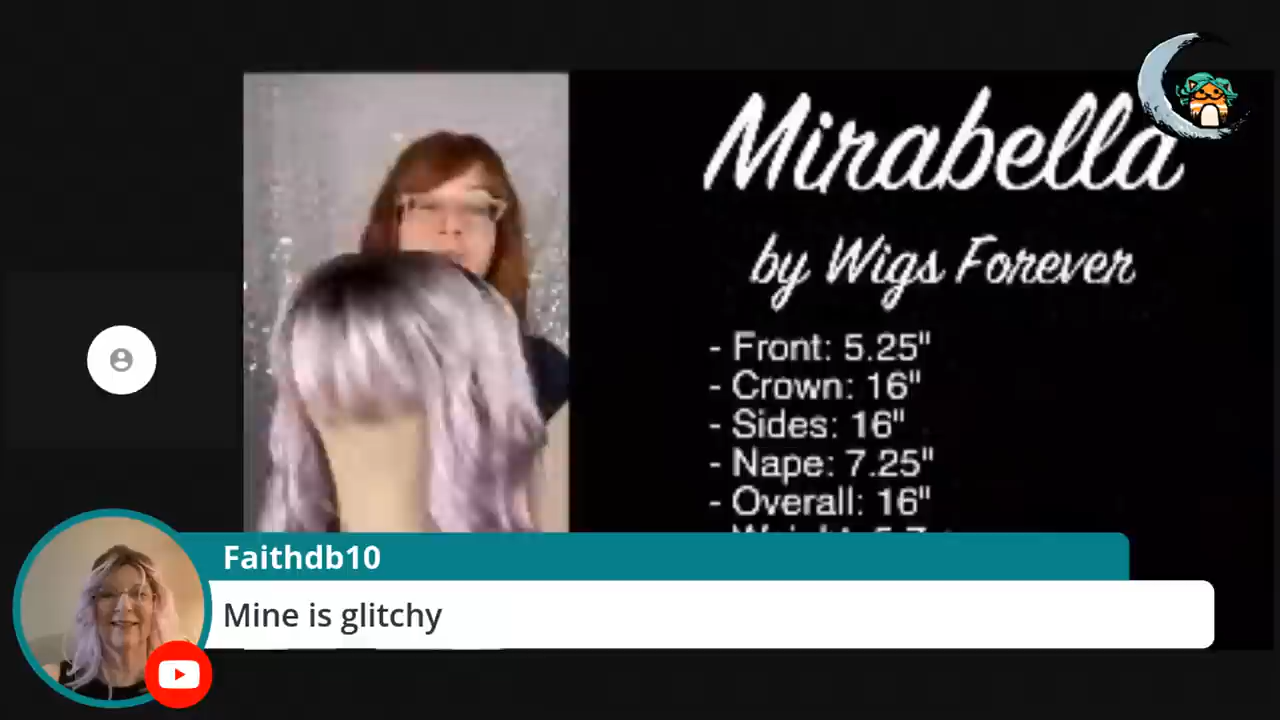 Mirabella
by Wigs Forever
- Front: 5.25"
- Crown: 16"
- Sides: 16"
- Nape: 7.25"
- Overall: 16"
Faithdb10
Mine is glitchy